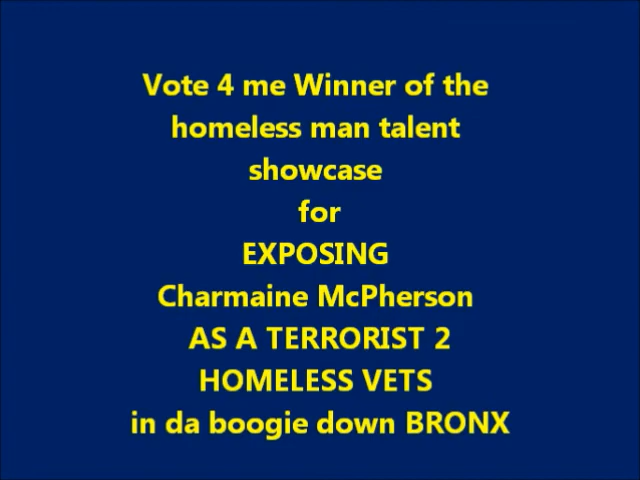 Vote 4 me Winner of the
homeless man talent
showcase
for
EXPOSING
Charmaine McPherson
AS A TERRORIST 2
HOMELESS VETS
in da boogie down BRONX